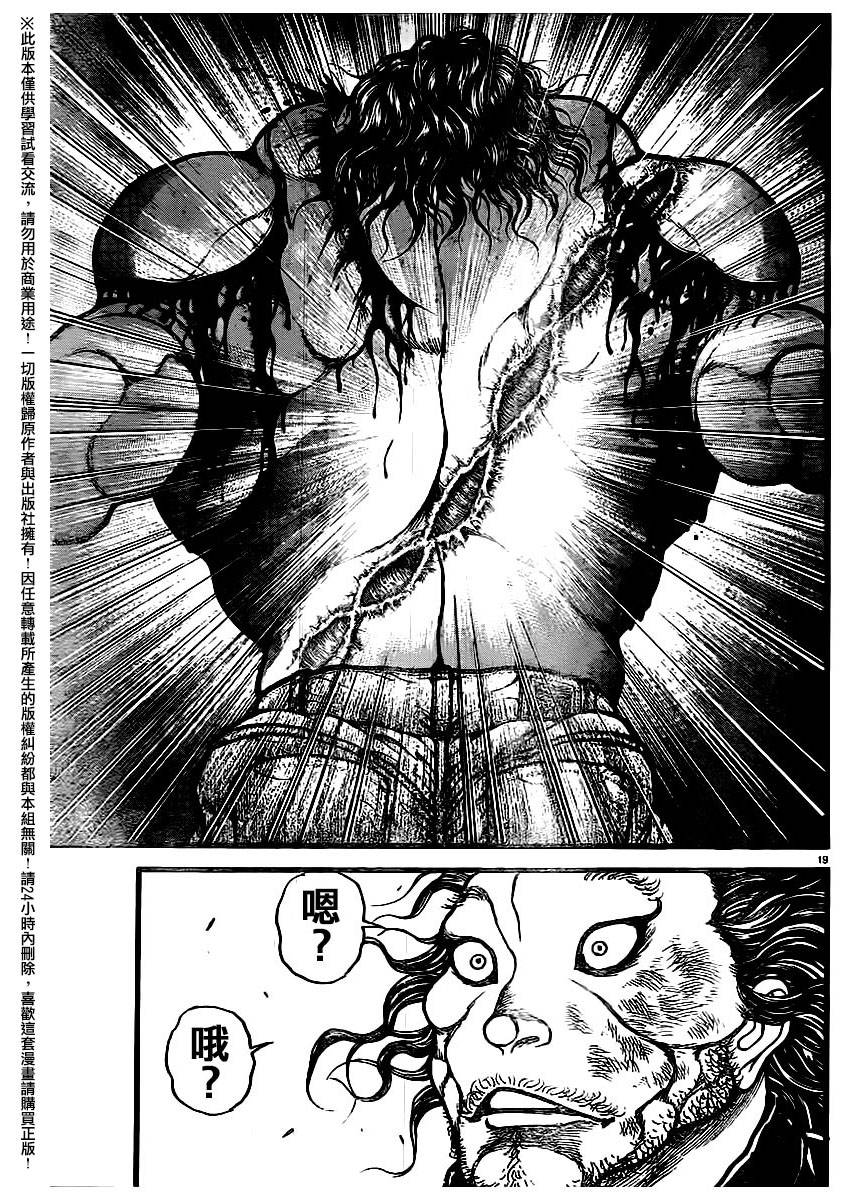 ※此版本僅供學習試看交流，請勿用於商業用途！一切版權歸原作者與出版社擁有！因任意轉載所產生的版權糾紛都與本組無關！請24小時內刪除，喜歡這套漫畫請購買正版！
19
嗯？
哦？